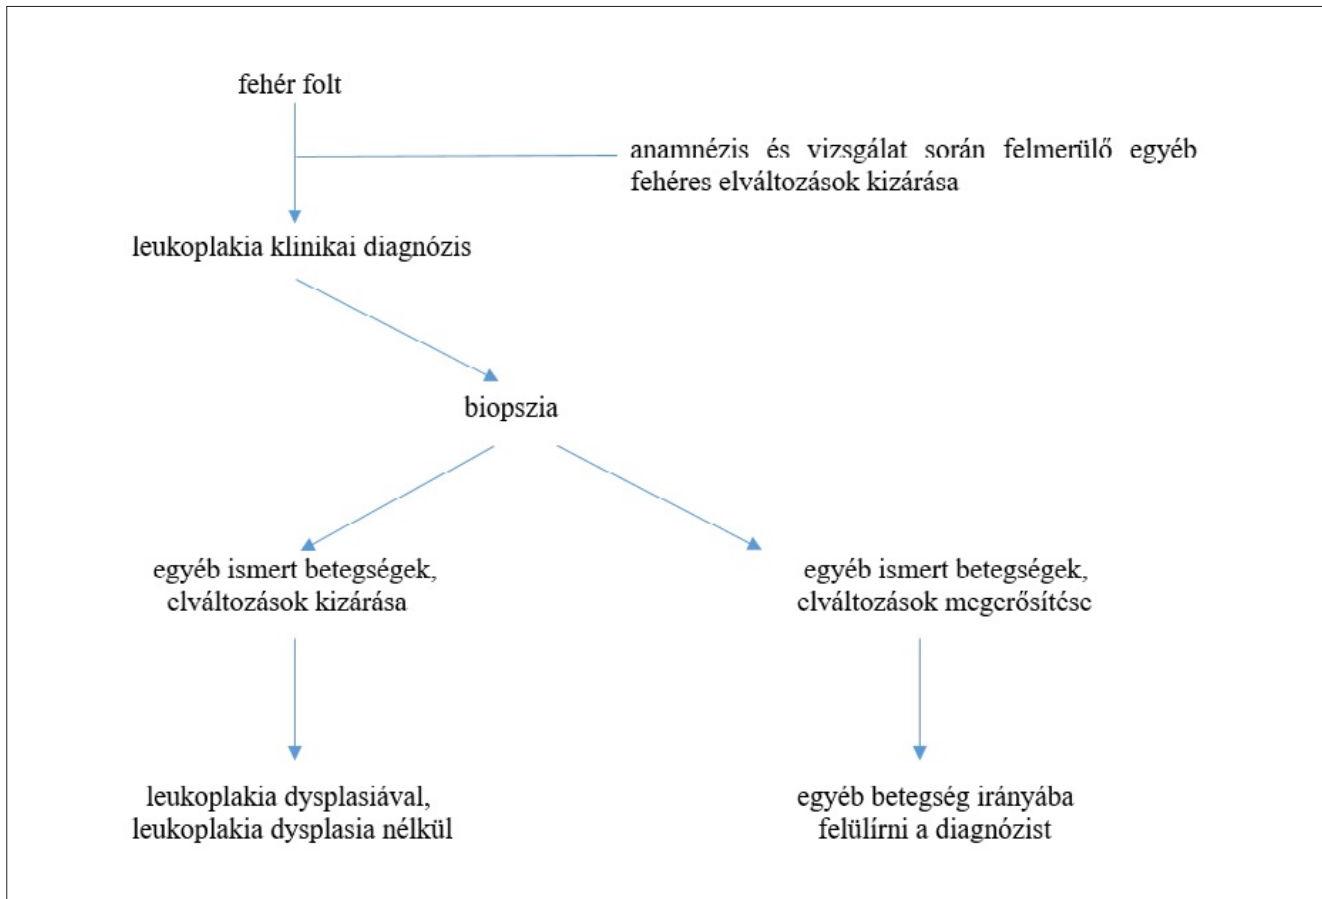 fehér folt
anamnézis és vizsgálat során felmerülő egyéb
fehéres elváltozások kizárása
leukoplakia klinikai diagnózis
biopszia
egyéb ismert betegségek,
elváltozások kizárása
egyéb ismert betegségek,
elváltozások megerősítése
leukoplakia dysplasiával,
leukoplakia dysplasia nélkül
egyéb betegség irányába
felülírni a diagnózist